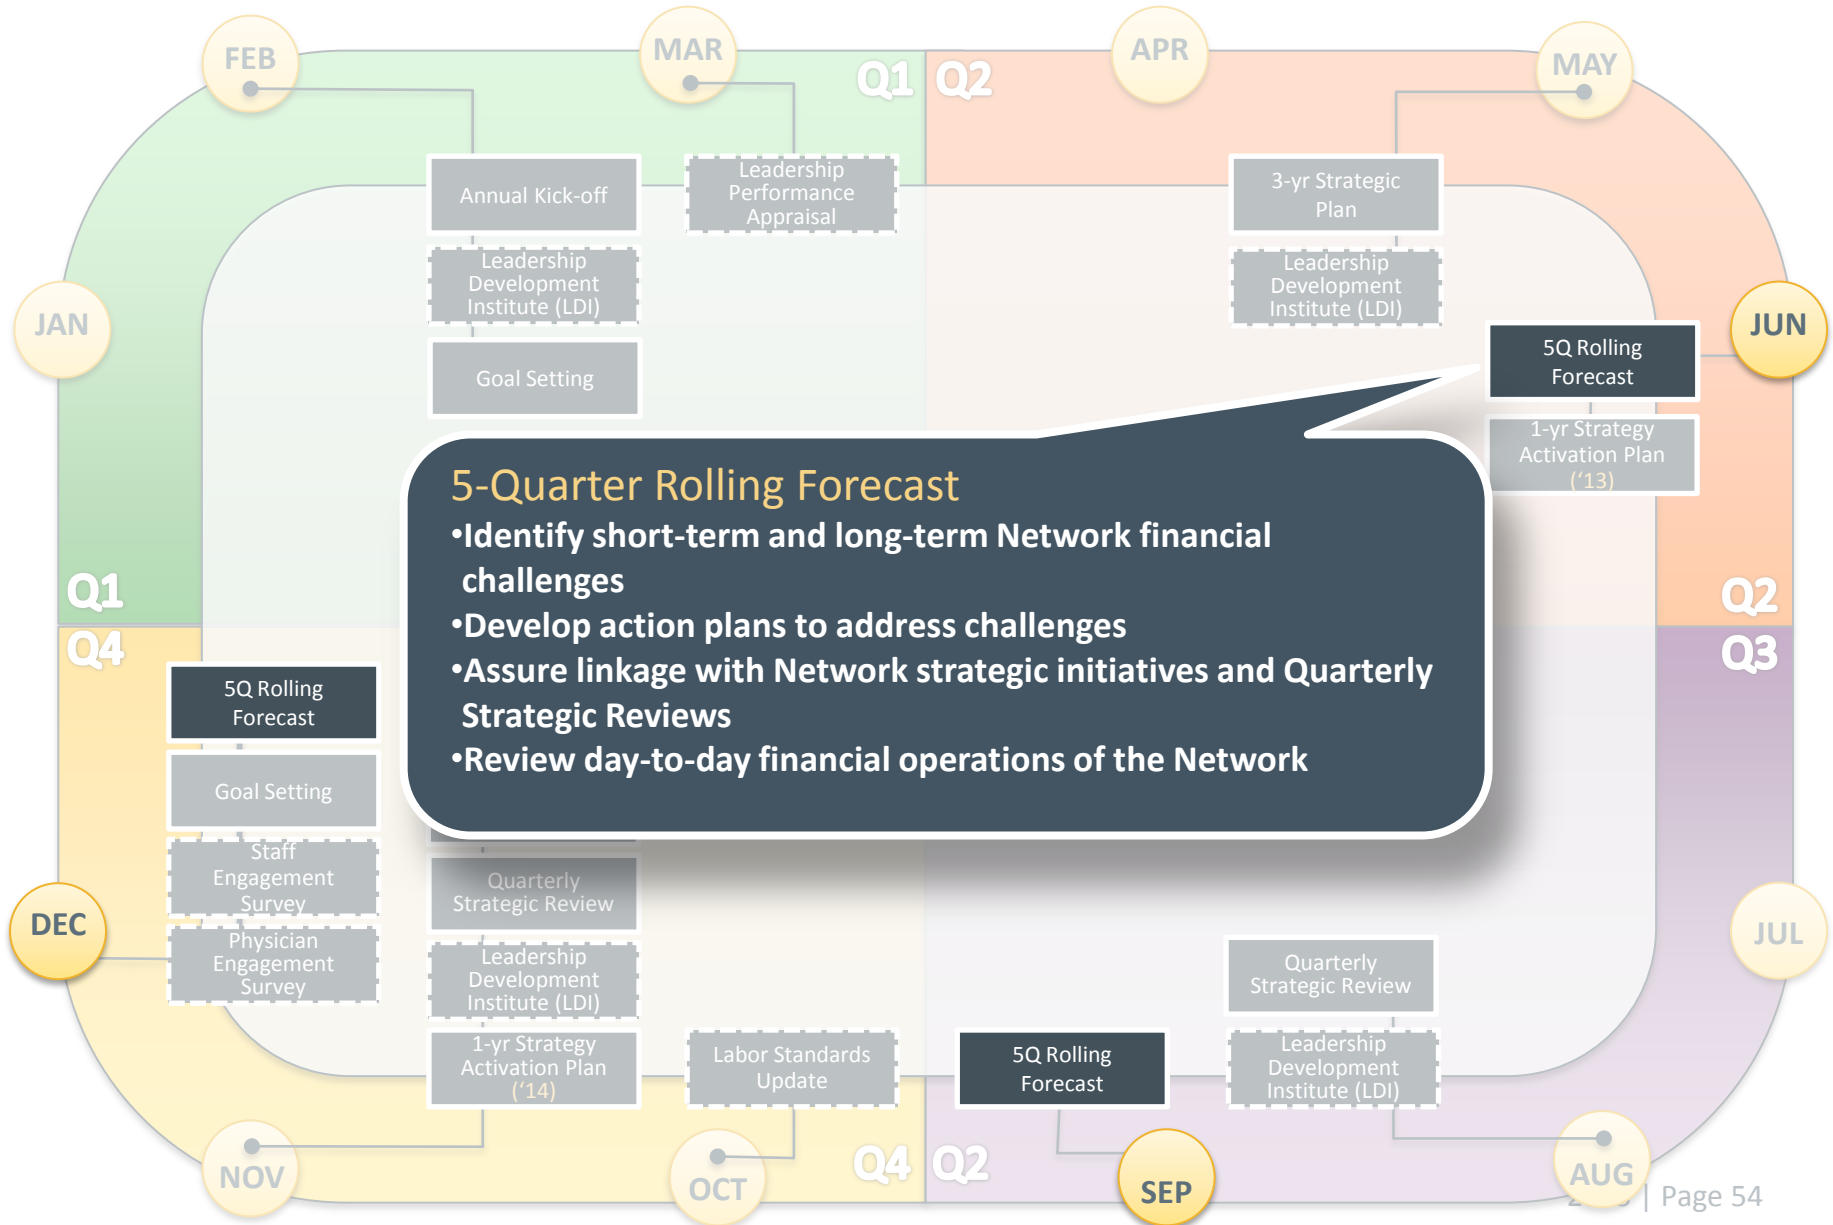 FEB
MAR
APR
MAY
Q1 Q2
Annual Kick-off
Leadership
Performance
Appraisal
3-yr Strategic
Plan
Leadership
Development
Institute (LDI)
Leadership
Development
Institute (LDI)
JAN
JUN
Goal Setting
5Q Rolling
Forecast
1-yr Strategy
Activation Plan
(‘13)
5-Quarter Rolling Forecast
•Identify short-term and long-term Network financial
challenges
•Develop action plans to address challenges
•Assure linkage with Network strategic initiatives and Quarterly
Strategic Reviews
•Review day-to-day financial operations of the Network
Q1
Q2
Q4
Q3
5Q Rolling
Forecast
Goal Setting
Staff
Engagement
Survey
Physician
Engagement
Survey
DEC
Quarterly
Strategic Review
Leadership
Development
Institute (LDI)
1-yr Strategy
Activation Plan
(‘14)
Labor Standards
Update
5Q Rolling
Forecast
Quarterly
Strategic Review
Leadership
Development
Institute (LDI)
JUL
Q4 Q2
NOV
OCT
SEP
AUG
| Page 54